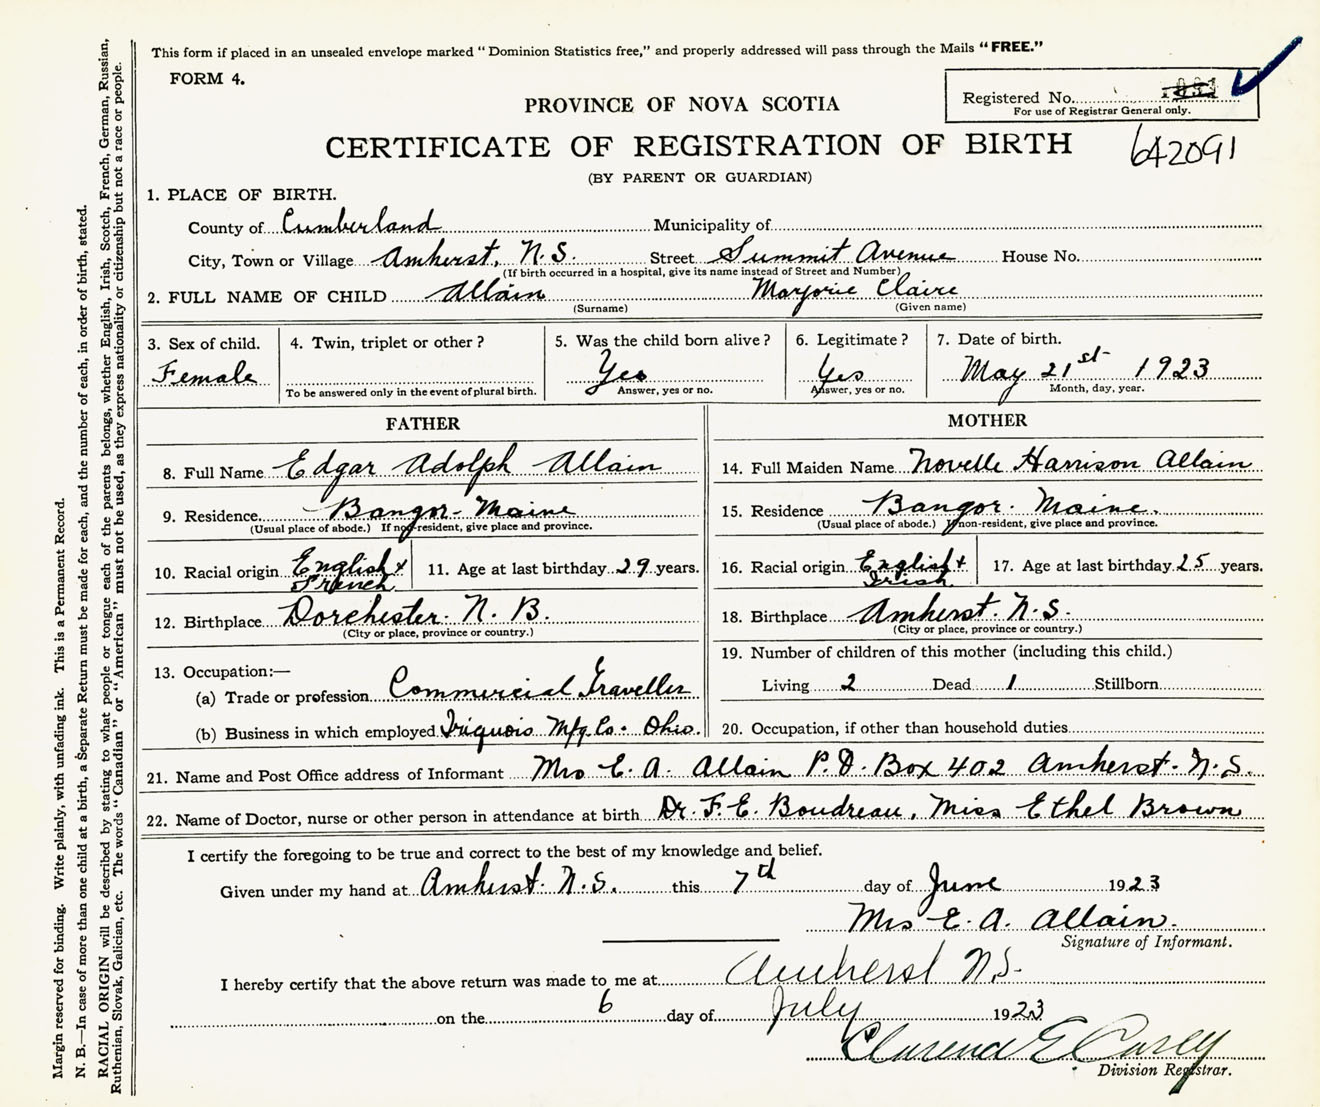 This form if placed in an unsealed envelope marked "Dominion Statistics free," and properly addressed will pass through the Mails "FREE."
FORM 4.
Registered No.
For use of Registrar General only.
PROVINCE OF NOVA SCOTIA
CERTIFICATE OF REGISTRATION OF BIRTH
642091
(BY PARENT OR GUARDIAN)
1. PLACE OF BIRTH.
County of Cumberland Municipality of
City, Town or Village Amherst, N.S. Street Summit Avenue House No.
(If birth occurred in a hospital, give its name instead of Street and Number)
2. FULL NAME OF CHILD Allain Marjorie Claire
(Surname) (Given name)
3. Sex of child. 4. Twin, triplet or other? 5. Was the child born alive? 6. Legitimate? 7. Date of birth.
Female Yes Yes May 21st 1923
To be answered only in the event of plural birth. Answer, yes or no. Answer, yes or no. Month, day, year.
FATHER
8. Full Name Edgar Adolph Allain
9. Residence Bangor - Maine
(Usual place of abode.) If non-resident, give place and province.
10. Racial origin English & French 11. Age at last birthday 29 years.
12. Birthplace Dorchester. N. B.
(City or place, province or country.)
13. Occupation:—
(a) Trade or profession Commercial Traveller
(b) Business in which employed Iriquois Mfg. Co. Ohio.
MOTHER
14. Full Maiden Name Novelle Harrison Allain
15. Residence Bangor. Maine.
(Usual place of abode.) If non-resident, give place and province.
16. Racial origin English & Irish 17. Age at last birthday 25 years.
18. Birthplace Amherst. N.S.
(City or place, province or country.)
19. Number of children of this mother (including this child.)
Living 2 Dead 1 Stillborn
20. Occupation, if other than household duties
21. Name and Post Office address of Informant Mrs E. A. Allain P.O. Box 402 Amherst. N.S.
22. Name of Doctor, nurse or other person in attendance at birth Dr. F. E. Boudreau, Miss Ethel Brown
I certify the foregoing to be true and correct to the best of my knowledge and belief.
Given under my hand at Amherst. N.S. this 7th day of June 1923
Mrs E. A. Allain.
Signature of Informant.
I hereby certify that the above return was made to me at Amherst N.S.
on the 6 day of July 1923
Clarence E. Casey
Division Registrar.
Margin reserved for binding. Write plainly, with unfading ink. This is a Permanent Record.
N. B.—In case of more than one child at a birth, a Separate Return must be made for each, and the number of each, in order of birth, stated.
RACIAL ORIGIN will be described by stating to what people or tongue each of the parents belongs, whether English, Irish, Scotch, French, German, Russian,
Ruthenian, Slovak, Galician, etc. The words "Canadian" or "American" must not be used, as they express nationality or citizenship but not a race or people.